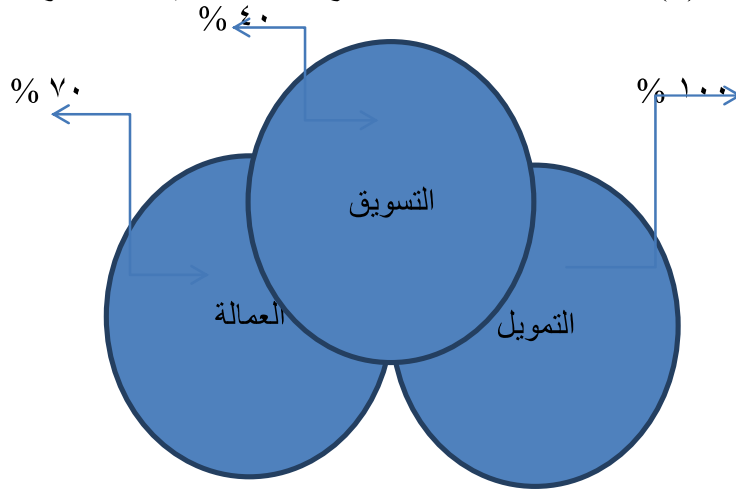 ٤٠ %
٧٠ %
١٠٠ %
التسويق
العمالة
التمويل